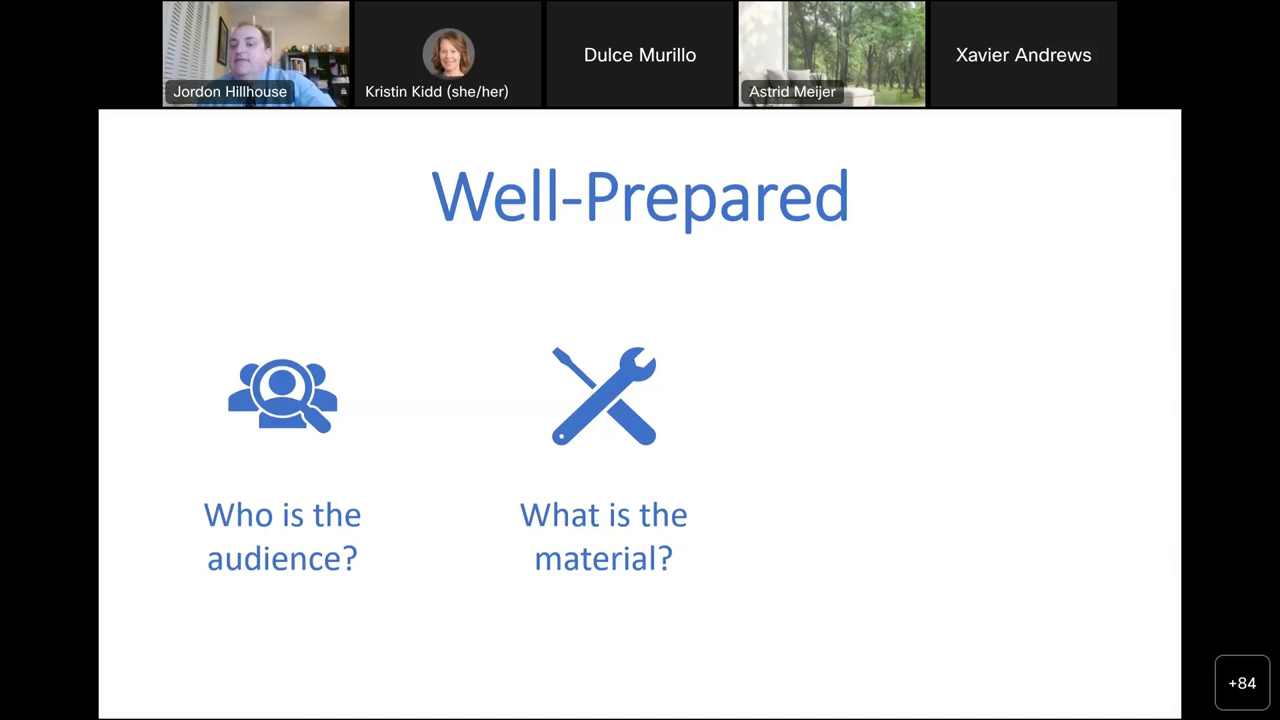 Jordon Hillhouse
Kristin Kidd (she/her)
Dulce Murillo
Astrid Meijer
Xavier Andrews
Well-Prepared
Who is the
audience?
What is the
material?
+84